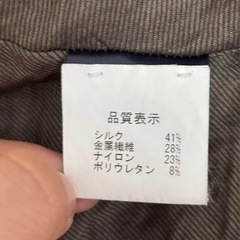 品質表示
シルク 41%
金属繊維 28%
ナイロン 23%
ポリウレタン 8%